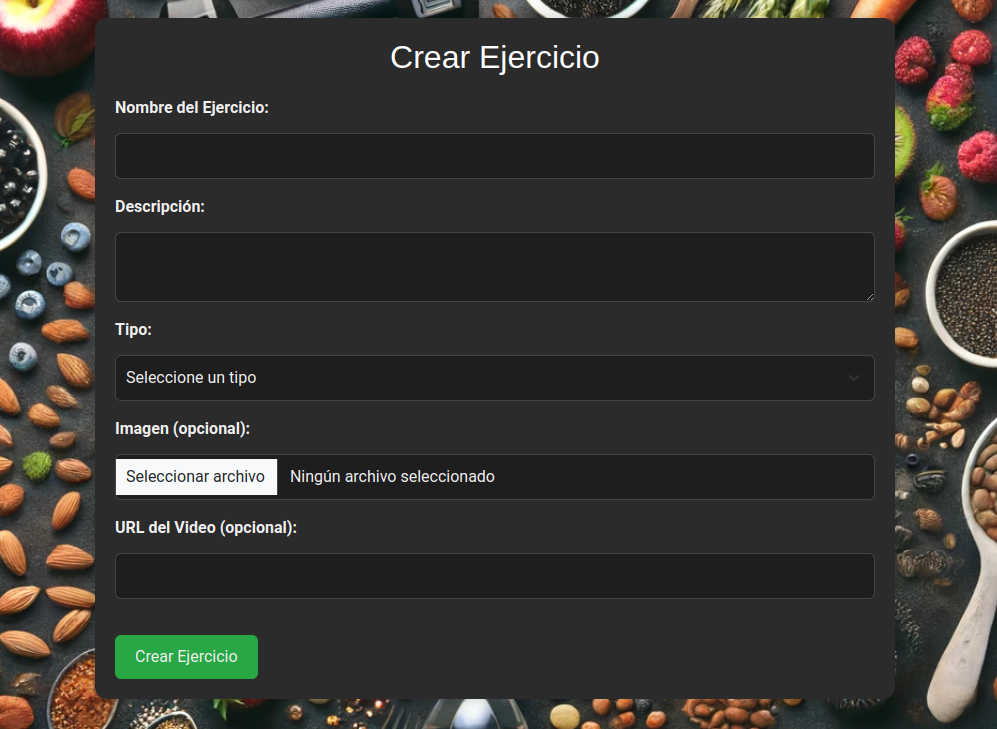 Crear Ejercicio
Nombre del Ejercicio:
Descripción:
Tipo:
Seleccione un tipo
Imagen (opcional):
Seleccionar archivo Ningún archivo seleccionado
URL del Video (opcional):
Crear Ejercicio